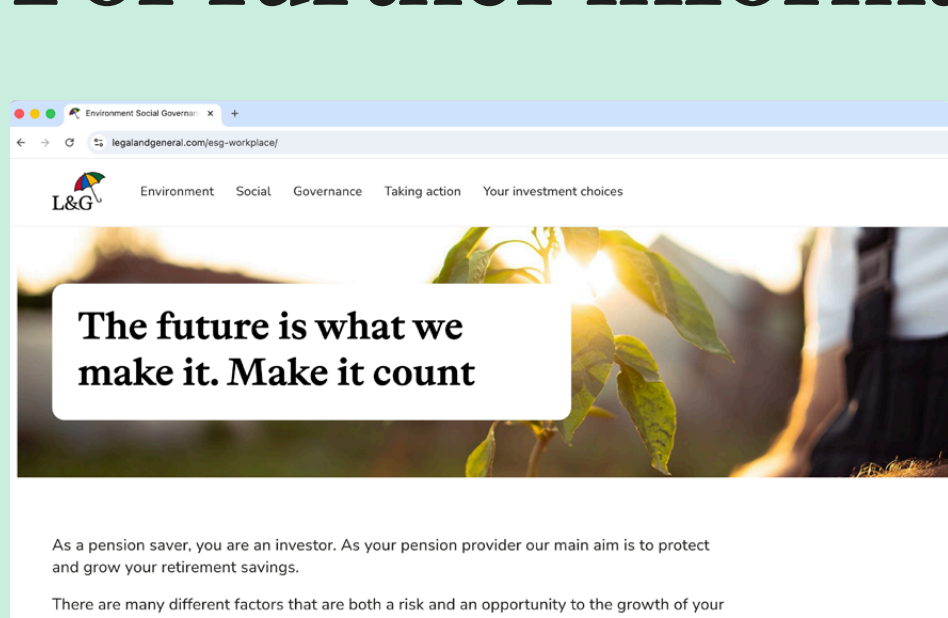 For further informa
Environment Social Governan
legalandgeneral.com/esg-workplace/
L&G
Environment Social Governance Taking action Your investment choices
The future is what we
make it. Make it count
As a pension saver, you are an investor. As your pension provider our main aim is to protect
and grow your retirement savings.
There are many different factors that are both a risk and an opportunity to the growth of your